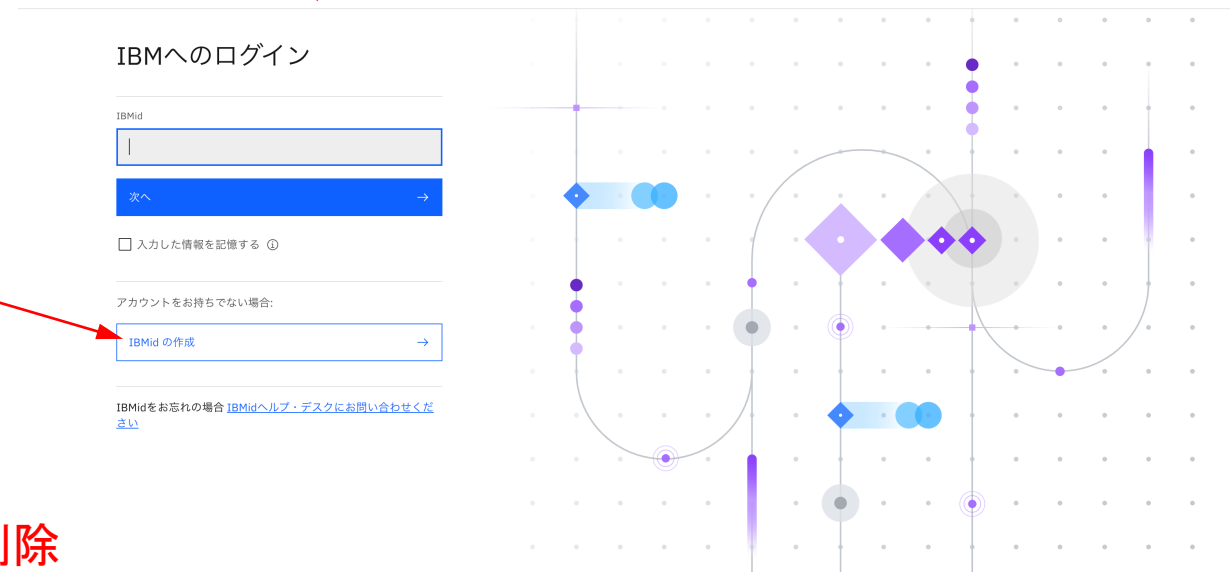 IBMへのログイン
IBMid
次へ
入力した情報を記憶する
アカウントをお持ちでない場合:
IBMid の作成
IBMidをお忘れの場合 IBMidヘルプ・デスクにお問い合わせくだ
さい
除